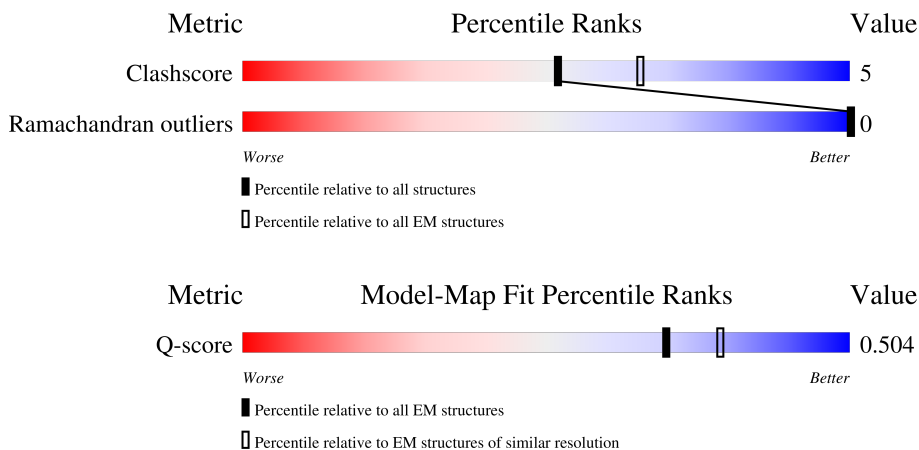 Metric Percentile Ranks Value
Clashscore 5
Ramachandran outliers 0
Worse Better
Percentile relative to all structures
Percentile relative to all EM structures
Metric Model-Map Fit Percentile Ranks Value
Q-score 0.504
Worse Better
Percentile relative to all EM structures
Percentile relative to EM structures of similar resolution